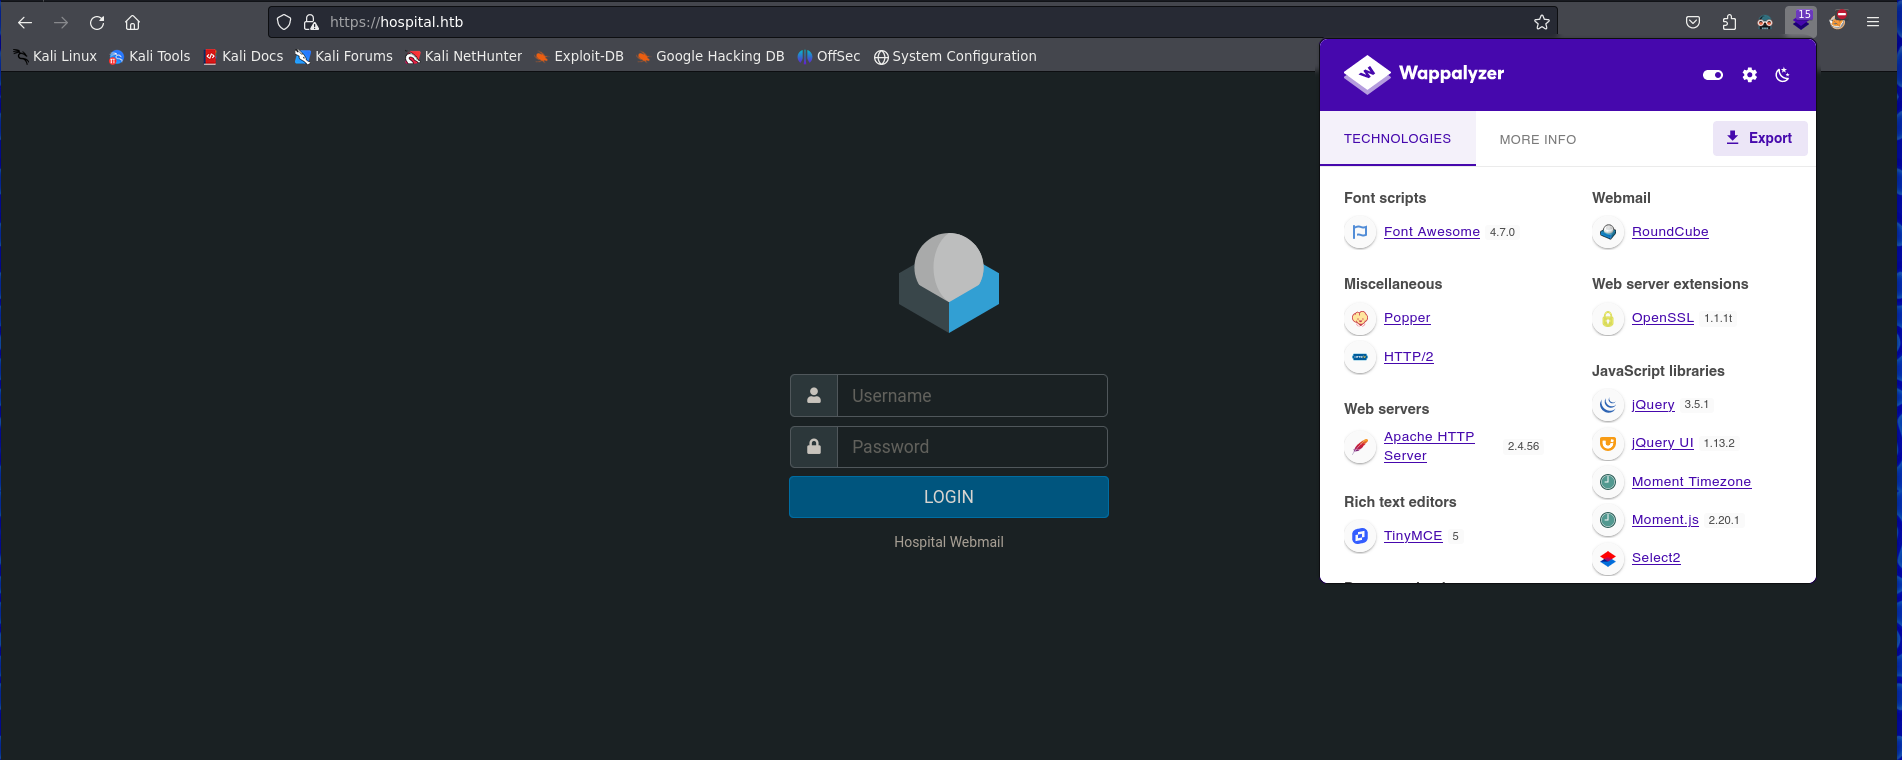 https://hospital.htb
15
Kali Linux Kali Tools Kali Docs Kali Forums Kali NetHunter Exploit-DB Google Hacking DB OffSec System Configuration
Wappalyzer
TECHNOLOGIES MORE INFO Export
Font scripts
Font Awesome 4.7.0
Miscellaneous
Popper
HTTP/2
Web servers
Apache HTTP
Server 2.4.56
Rich text editors
TinyMCE 5
Webmail
RoundCube
Web server extensions
OpenSSL 1.1.1t
JavaScript libraries
jQuery 3.5.1
jQuery UI 1.13.2
Moment Timezone
Moment.js 2.20.1
Select2
Username
Password
LOGIN
Hospital Webmail